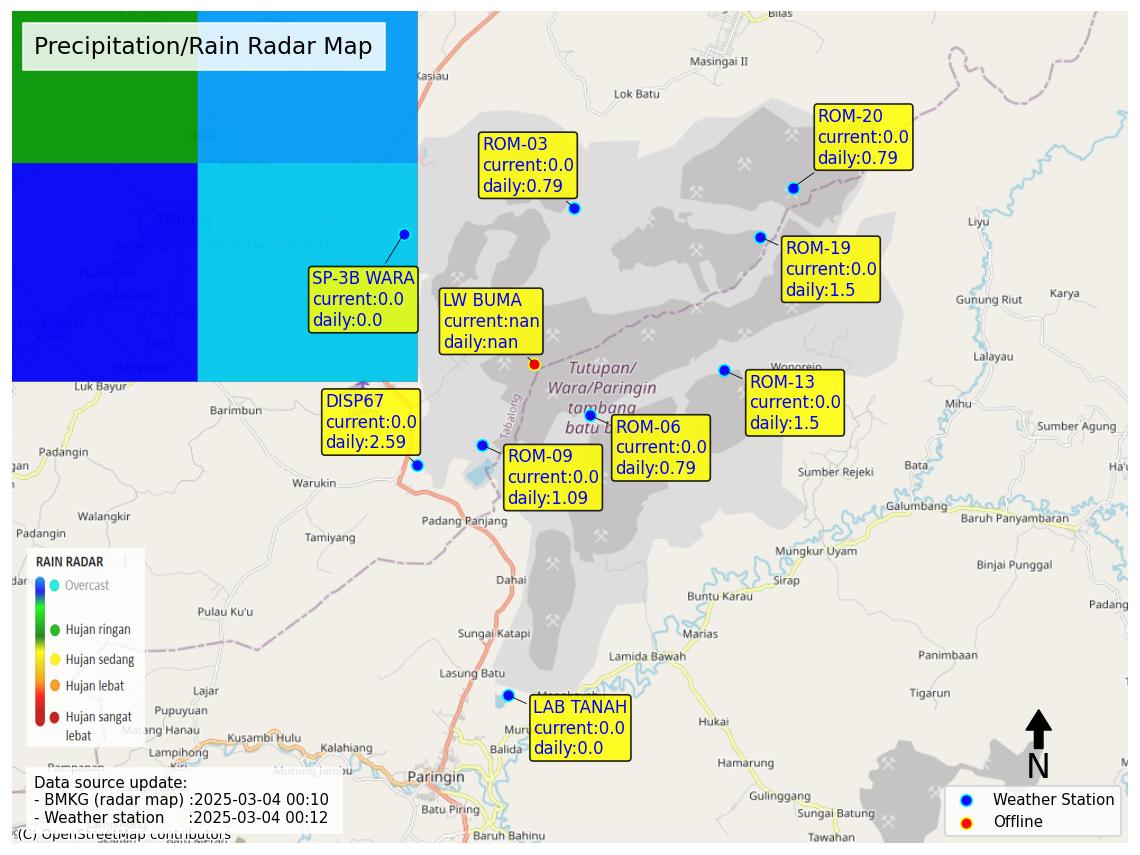 Precipitation/Rain Radar Map
Bilas
Masingai II
Kasiau
Lok Batu
ROM-20
current:0.0
daily:0.79
ROM-03
current:0.0
daily:0.79
Tanjung
Liyu
ROM-19
current:0.0
daily:1.5
SP-3B WARA
current:0.0
daily:0.0
LW BUMA
current:nan
daily:nan
Gunung Riut
Karya
Lalayau
Wonorejo
Tutupan/
Wara/Paringin
tambang
batu b
Tabalong
ROM-13
current:0.0
daily:1.5
Luk Bayur
Barimbun
Mihu
DISP67
current:0.0
daily:2.59
ROM-06
current:0.0
daily:0.79
Sumber Agung
Padangin
ROM-09
current:0.0
daily:1.09
gan
Warukin
Sumber Rejeki
Bata
Galumbang
Baruh Panyambaran
Walangkir
Padang Panjang
Padangin
Tamiyang
Mungkur Uyam
Binjai Punggal
RAIN RADAR
Overcast
Hujan ringan
Hujan sedang
Hujan lebat
Hujan sangat
lebat
Dahai
Sirap
Buntu Karau
Padang
Pulau Ku'u
Sungai Katapi
Marias
Lamida Bawah
Panimbaan
Lasung Batu
Tigarun
Lajar
Pupuyuan
Matang Hanau
LAB TANAH
current:0.0
daily:0.0
Hukai
Kusambi Hulu
Lampihong
Kalahiang
Muru
Balida
Hamarung
Murung Jambu
Paringin
N
Gulinggang
Batu Piring
Sungai Batung
Baruh Bahinu
Tawahan
Data source update:
- BMKG (radar map) :2025-03-04 00:10
- Weather station :2025-03-04 00:12
(C) OpenStreetMap contributors
Weather Station
Offline